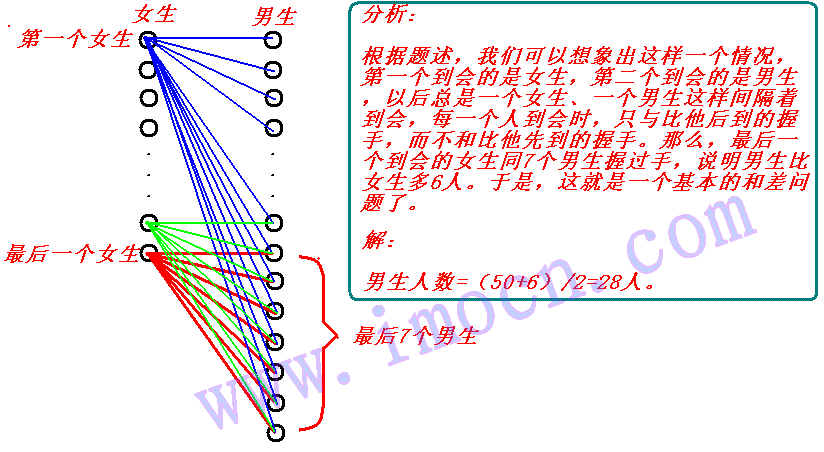 女生
男生
第一个女生
最后一个女生
最后7个男生
分析：
根据题述，我们可以想象出这样一个情况，
第一个到会的是女生，第二个到会的是男生
，以后总是一个女生、一个男生这样间隔着
到会，每一个人到会时，只与比他后到的握
手，而不和比他先到的握手。那么，最后一
个到会的女生同7个男生握过手，说明男生比
女生多6人。于是，这就是一个基本的和差问
题了。
解：
男生人数=（50+6）/2=28人。
www.imocn.com